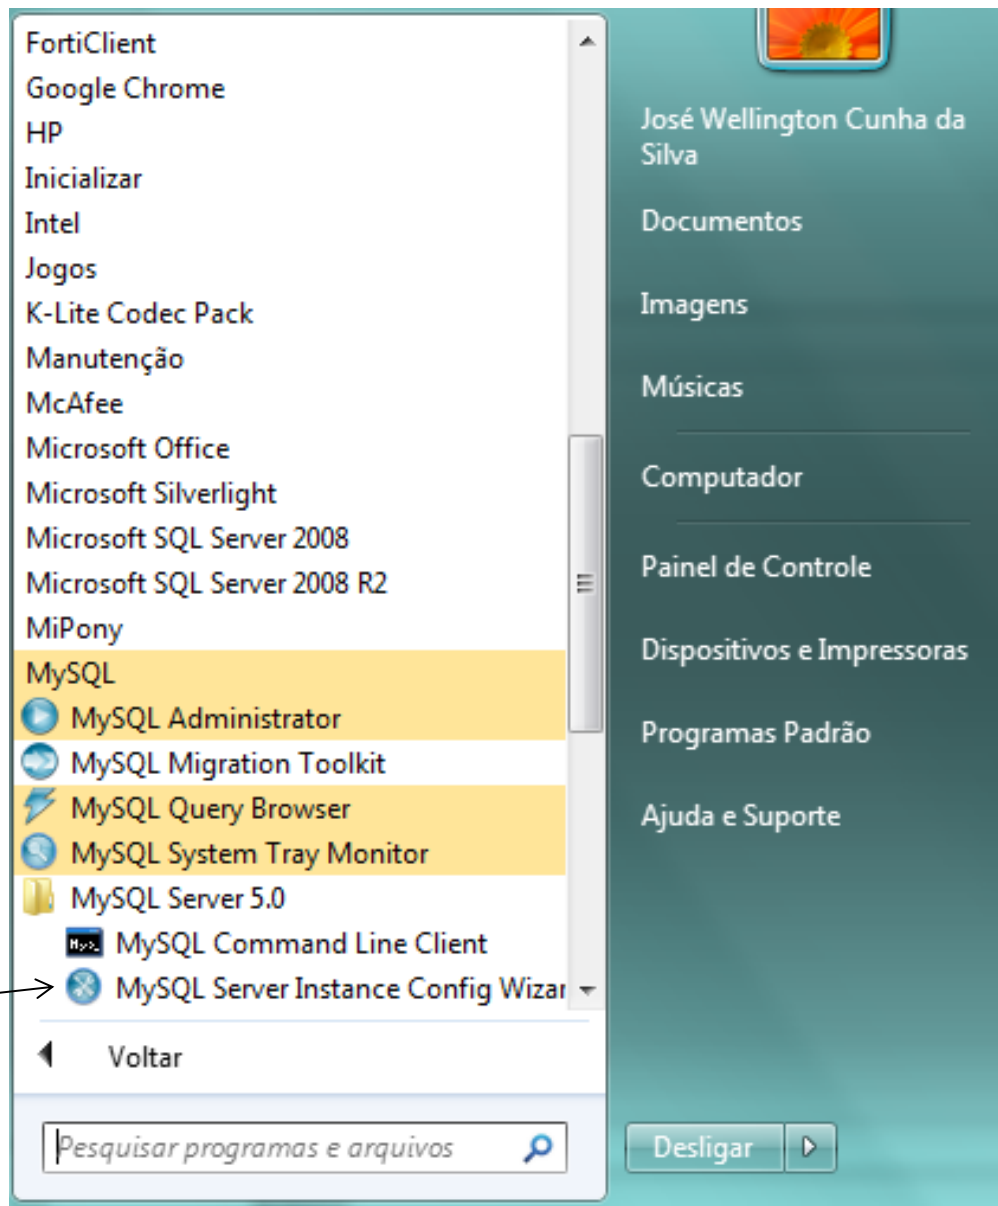 FortiClient
Google Chrome
HP
Inicializar
Intel
Jogos
K-Lite Codec Pack
Manutenção
McAfee
Microsoft Office
Microsoft Silverlight
Microsoft SQL Server 2008
Microsoft SQL Server 2008 R2
MiPony
MySQL
MySQL Administrator
MySQL Migration Toolkit
MySQL Query Browser
MySQL System Tray Monitor
MySQL Server 5.0
MySQL Command Line Client
MySQL Server Instance Config Wizar
Voltar
Pesquisar programas e arquivos
José Wellington Cunha da
Silva
Documentos
Imagens
Músicas
Computador
Painel de Controle
Dispositivos e Impressoras
Programas Padrão
Ajuda e Suporte
Desligar